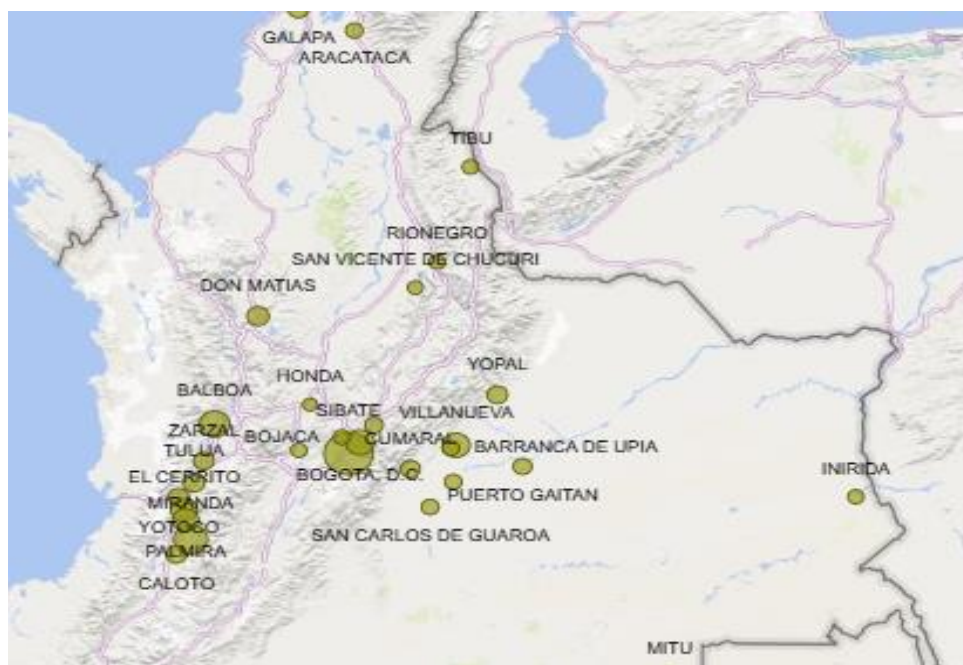 GALAPA
ARACATACA
TIBU
RIONEGRO
SAN VICENTE DE CHUCURI
DON MATIAS
YOPAL
HONDA
BALBOA
SIBATE
VILLANUEVA
ZARZAL
BOJACA
CUMARAL
BARRANCA DE UPIA
TULUA
EL CERRITO
BOGOTA, D.C.
INIRIDA
MIRANDA
PUERTO GAITAN
YOTOCO
SAN CARLOS DE GUAROA
PALMIRA
CALOTO
MITU